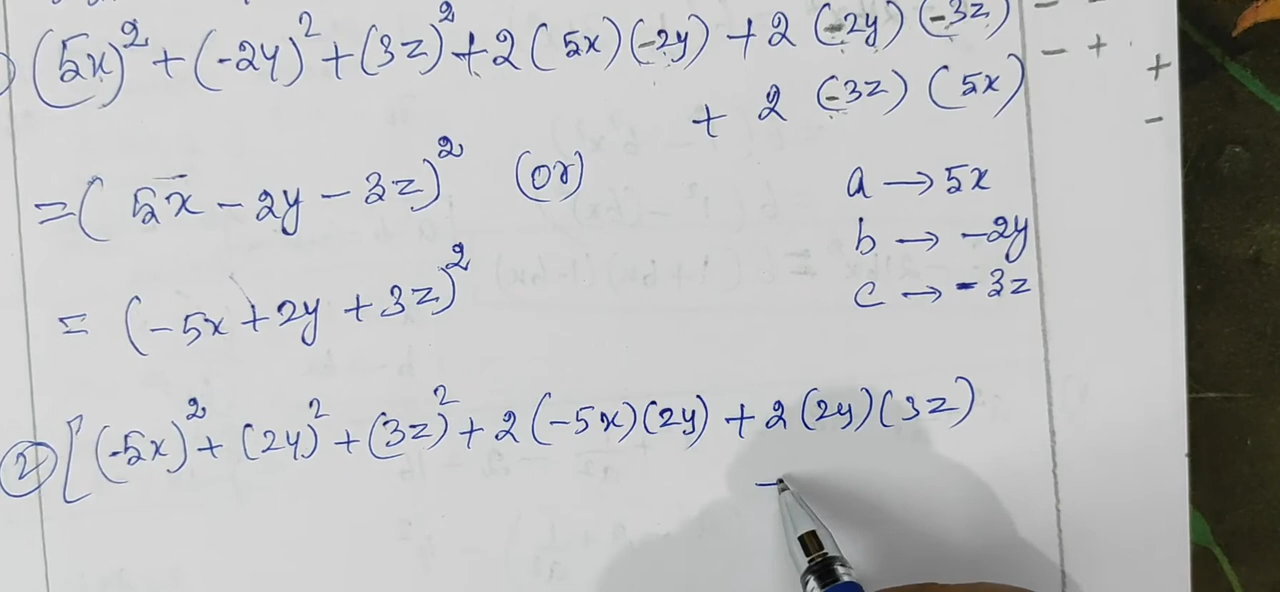 ) (5x)² + (-2y)² + (3z)² + 2 (5x) (-2y) + 2 (-2y) (-3z)
+ 2 (-3z) (5x)
= (5x - 2y - 3z)² (or)
a → 5x
b → -2y
c → -3z
= (-5x + 2y + 3z)²
② [(-5x)² + (2y)² + (3z)² + 2 (-5x) (2y) + 2 (2y) (3z)